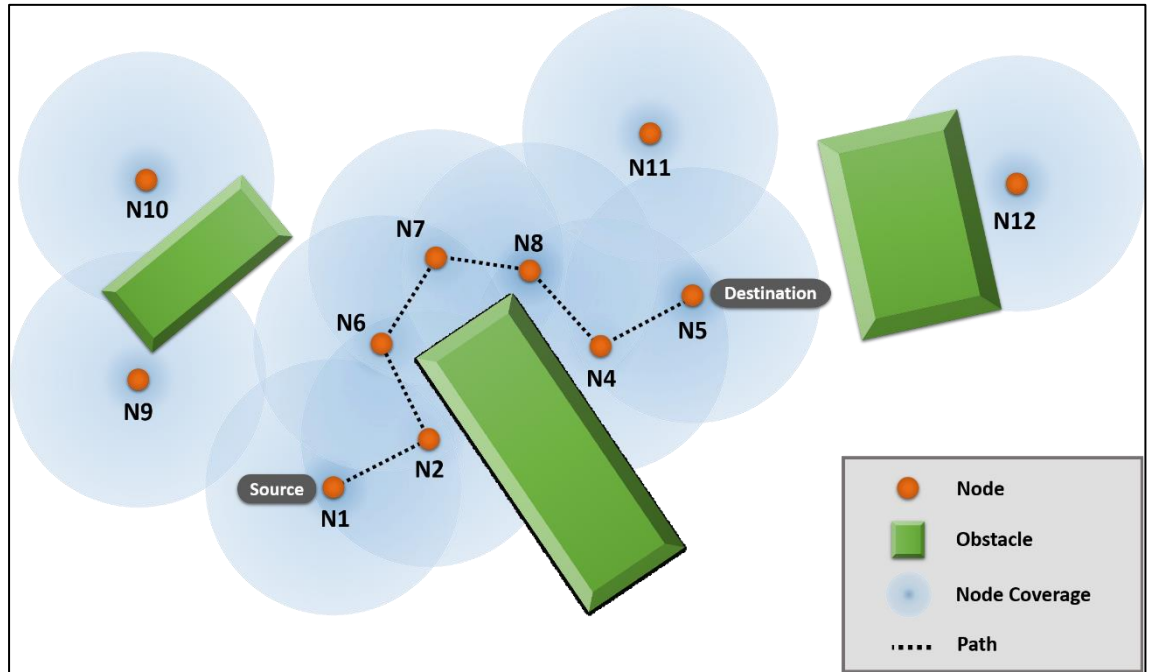 N11
N10
N12
N7
N8
Destination
N6
N5
N4
N9
N2
Source
N1
Node
Obstacle
Node Coverage
Path